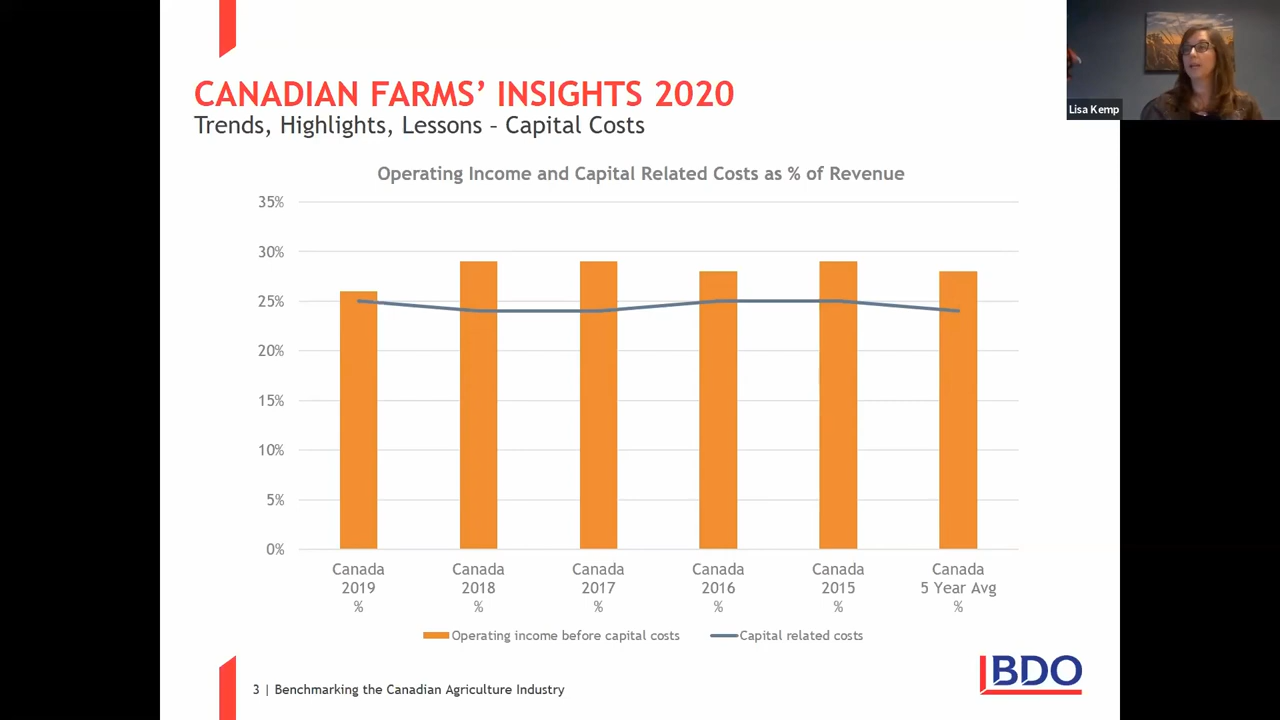 Lisa Kemp
CANADIAN FARMS’ INSIGHTS 2020
Trends, Highlights, Lessons – Capital Costs
Operating Income and Capital Related Costs as % of Revenue
35%
30%
25%
20%
15%
10%
5%
0%
Canada 2019 %
Canada 2018 %
Canada 2017 %
Canada 2016 %
Canada 2015 %
Canada 5 Year Avg %
Operating income before capital costs
Capital related costs
3 | Benchmarking the Canadian Agriculture Industry
BDO